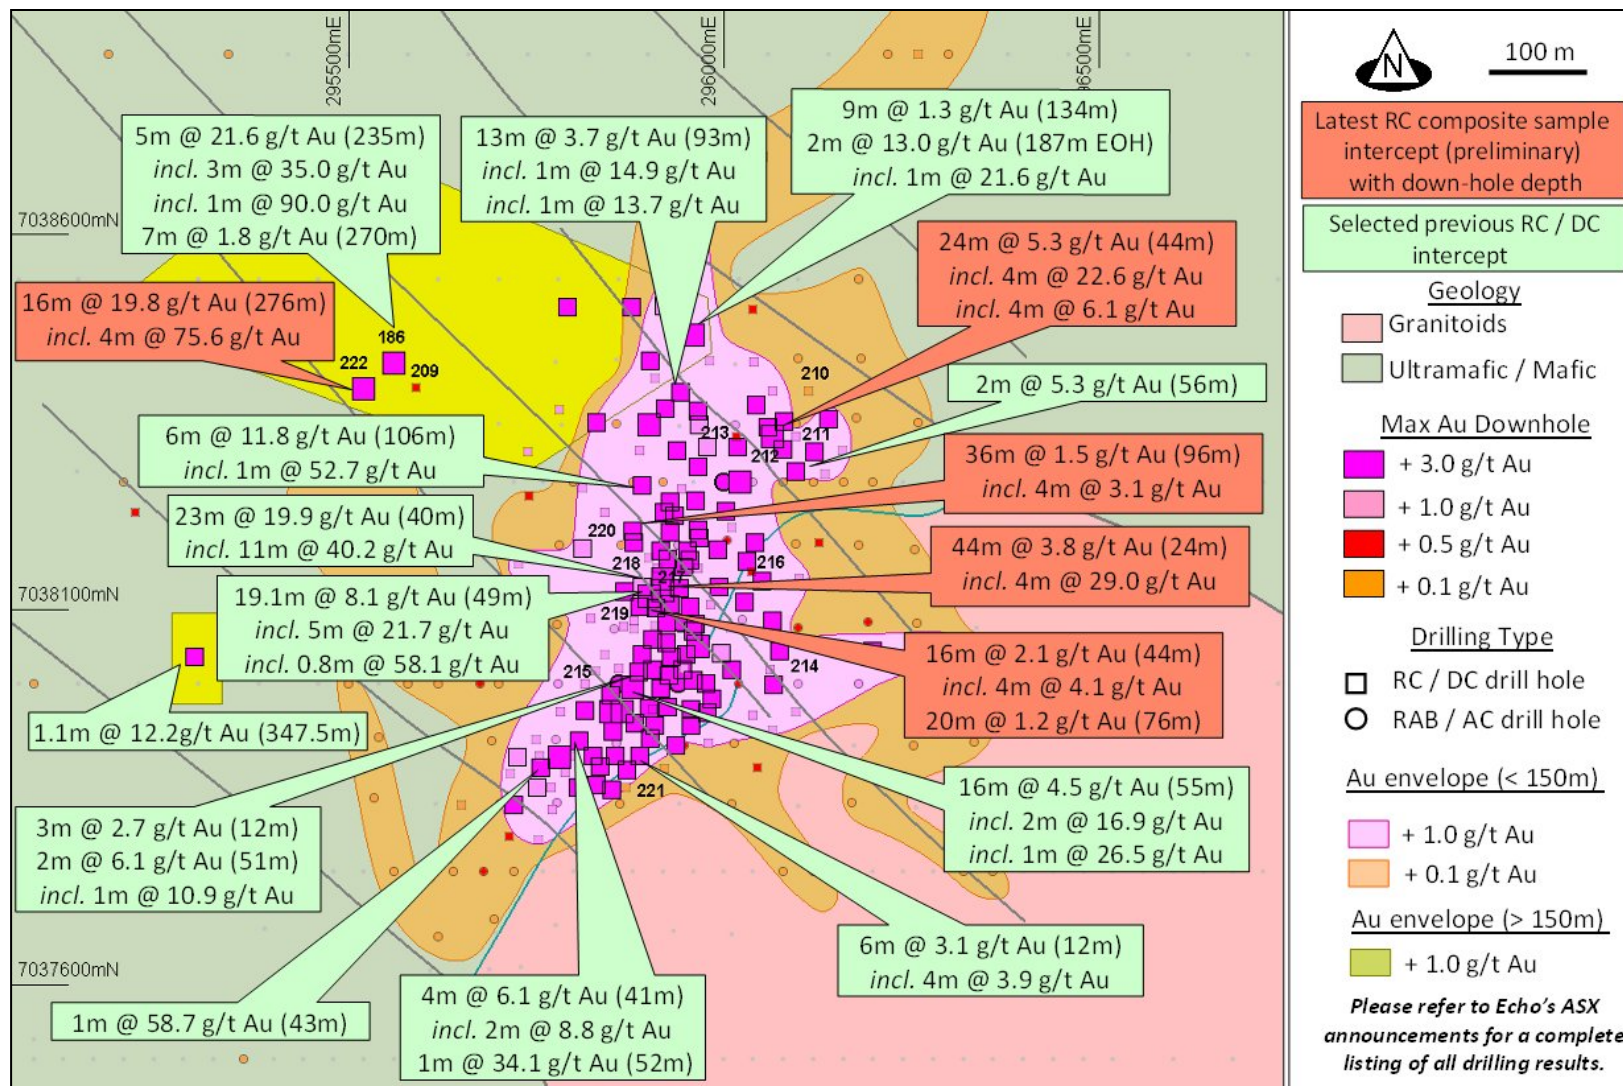 295500mE
296000mE
296500mE
7038600mN
7038100mN
7037600mN
5m @ 21.6 g/t Au (235m)
incl. 3m @ 35.0 g/t Au
incl. 1m @ 90.0 g/t Au
7m @ 1.8 g/t Au (270m)
13m @ 3.7 g/t Au (93m)
incl. 1m @ 14.9 g/t Au
incl. 1m @ 13.7 g/t Au
9m @ 1.3 g/t Au (134m)
2m @ 13.0 g/t Au (187m EOH)
incl. 1m @ 21.6 g/t Au
24m @ 5.3 g/t Au (44m)
incl. 4m @ 22.6 g/t Au
incl. 4m @ 6.1 g/t Au
16m @ 19.8 g/t Au (276m)
incl. 4m @ 75.6 g/t Au
186
222
209
210
2m @ 5.3 g/t Au (56m)
6m @ 11.8 g/t Au (106m)
incl. 1m @ 52.7 g/t Au
213
211
212
36m @ 1.5 g/t Au (96m)
incl. 4m @ 3.1 g/t Au
23m @ 19.9 g/t Au (40m)
incl. 11m @ 40.2 g/t Au
220
218
217
216
44m @ 3.8 g/t Au (24m)
incl. 4m @ 29.0 g/t Au
19.1m @ 8.1 g/t Au (49m)
incl. 5m @ 21.7 g/t Au
incl. 0.8m @ 58.1 g/t Au
219
215
214
16m @ 2.1 g/t Au (44m)
incl. 4m @ 4.1 g/t Au
20m @ 1.2 g/t Au (76m)
1.1m @ 12.2g/t Au (347.5m)
221
16m @ 4.5 g/t Au (55m)
incl. 2m @ 16.9 g/t Au
incl. 1m @ 26.5 g/t Au
3m @ 2.7 g/t Au (12m)
2m @ 6.1 g/t Au (51m)
incl. 1m @ 10.9 g/t Au
6m @ 3.1 g/t Au (12m)
incl. 4m @ 3.9 g/t Au
1m @ 58.7 g/t Au (43m)
4m @ 6.1 g/t Au (41m)
incl. 2m @ 8.8 g/t Au
1m @ 34.1 g/t Au (52m)
N
100 m
Latest RC composite sample
intercept (preliminary)
with down-hole depth
Selected previous RC / DC
intercept
Geology
Granitoids
Ultramafic / Mafic
Max Au Downhole
+ 3.0 g/t Au
+ 1.0 g/t Au
+ 0.5 g/t Au
+ 0.1 g/t Au
Drilling Type
RC / DC drill hole
RAB / AC drill hole
Au envelope (< 150m)
+ 1.0 g/t Au
+ 0.1 g/t Au
Au envelope (> 150m)
+ 1.0 g/t Au
Please refer to Echo's ASX
announcements for a complete
listing of all drilling results.